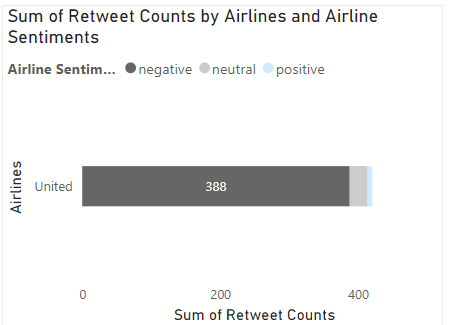 Sum of Retweet Counts by Airlines and Airline
Sentiments
Airline Sentim... negative neutral positive
Airlines
United
388
0 200 400
Sum of Retweet Counts